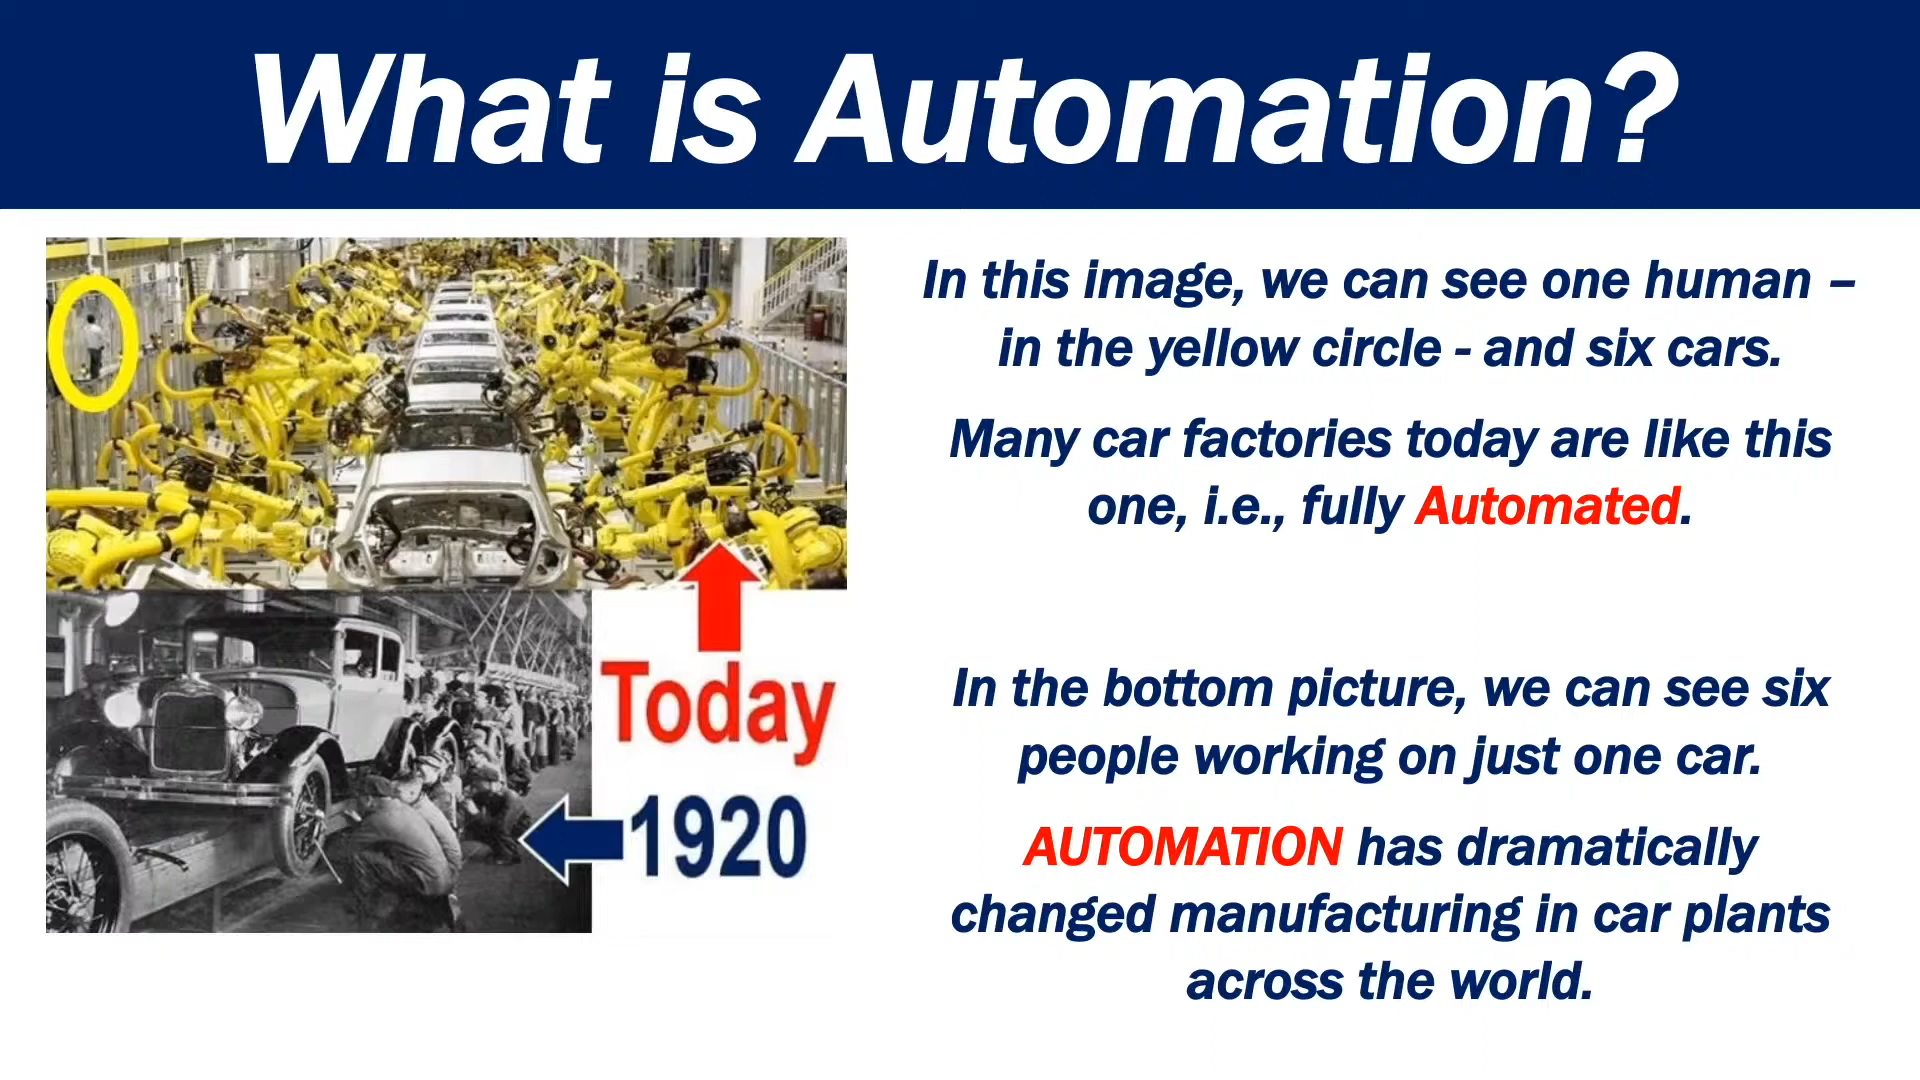 What is Automation?
In this image, we can see one human –
in the yellow circle - and six cars.
Many car factories today are like this
one, i.e., fully Automated.
Today
1920
In the bottom picture, we can see six
people working on just one car.
AUTOMATION has dramatically
changed manufacturing in car plants
across the world.